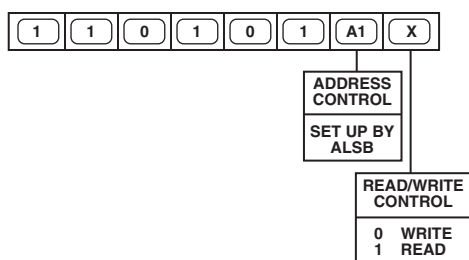 1 1 0 1 0 1 A1 X
ADDRESS
CONTROL
SET UP BY
ALSB
READ/WRITE
CONTROL
0 WRITE
1 READ